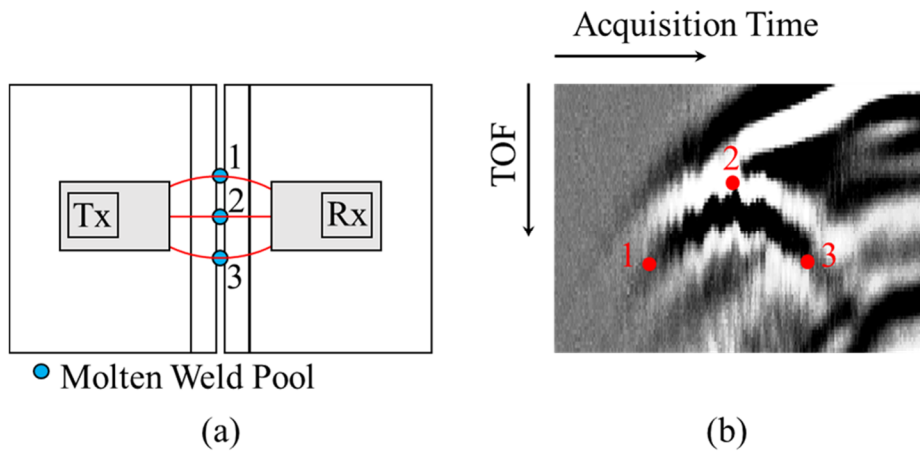 Acquisition Time
1
2
Tx
Rx
3
Molten Weld Pool
(a)
TOF
2
1
3
(b)